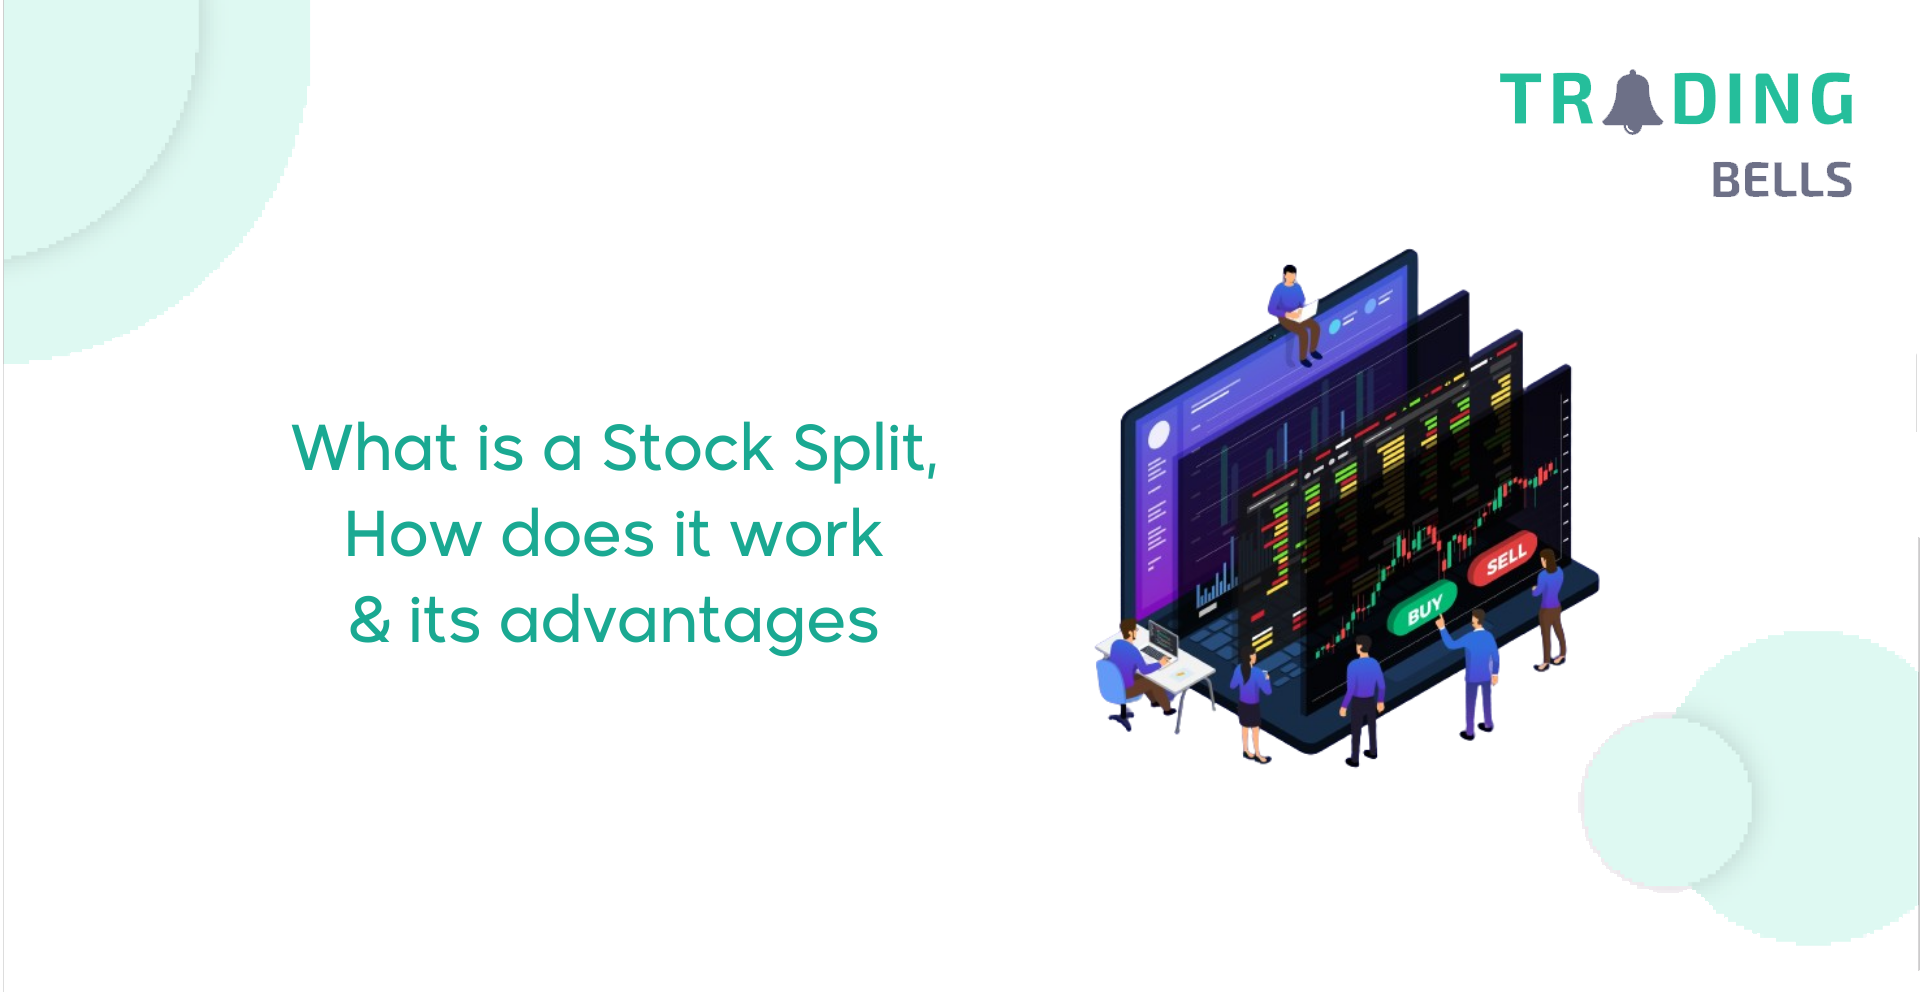 TRADING
BELLS
What is a Stock Split,
How does it work
& its advantages
SELL
BUY